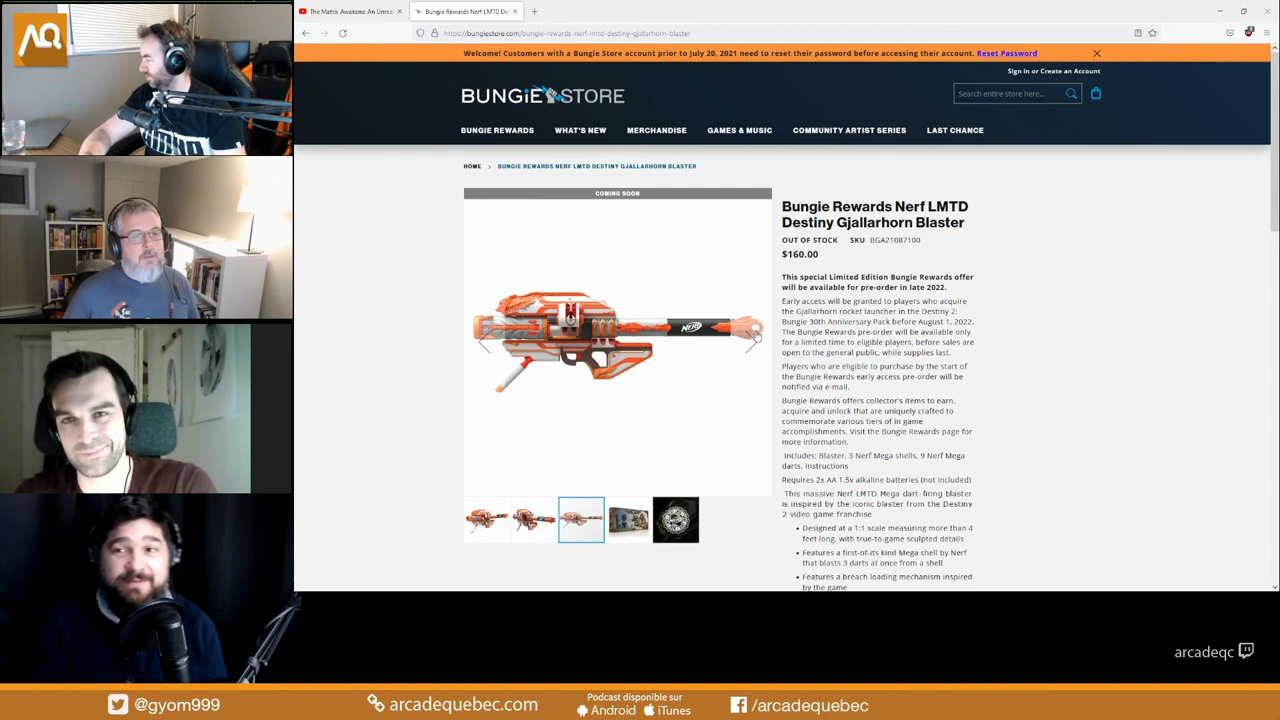 AQ
The Matrix Awakens: An Unreal
Bungie Rewards Nerf LMTD De:
https://bungiestore.com/bungie-rewards-nerf-lmtd-destiny-gjallarhorn-blaster
Welcome! Customers with a Bungie Store account prior to July 20, 2021 need to reset their password before accessing their account. Reset Password
Sign in or Create an Account
BUNGIE STORE
Search entire store here...
BUNGIE REWARDS WHAT'S NEW MERCHANDISE GAMES & MUSIC COMMUNITY ARTIST SERIES LAST CHANCE
HOME > BUNGIE REWARDS NERF LMTD DESTINY GJALLARHORN BLASTER
COMING SOON
NERF
Bungie Rewards Nerf LMTD
Destiny Gjallarhorn Blaster
OUT OF STOCK SKU BGA21087100
$160.00
This special Limited Edition Bungie Rewards offer
will be available for pre-order in late 2022.
Early access will be granted to players who acquire
the Gjallarhorn rocket launcher in the Destiny 2:
Bungie 30th Anniversary Pack before August 1, 2022.
The Bungie Rewards pre-order will be available only
for a limited time to eligible players, before sales are
open to the general public, while supplies last.
Players who are eligible to purchase by the start of
the Bungie Rewards early access pre-order will be
notified via e-mail.
Bungie Rewards offers collector's items to earn,
acquire and unlock that are uniquely crafted to
commemorate various tiers of in game
accomplishments. Visit the Bungie Rewards page for
more information.
Includes: Blaster, 3 Nerf Mega shells, 9 Nerf Mega
darts, Instructions
Requires 2x AA 1.5v alkaline batteries (not included)
This massive Nerf LMTD Mega dart-firing blaster
is inspired by the iconic blaster from the Destiny
2 video game franchise
• Designed at a 1:1 scale measuring more than 4
feet long, with true-to-game sculpted details
• Features a first-of-its kind Mega shell by Nerf
that blasts 3 darts at once from a shell
• Features a breach loading mechanism inspired
by the game
arcadeqc
@gyom999
arcadequebec.com
Podcast disponible sur
Android iTunes
/arcadequebec